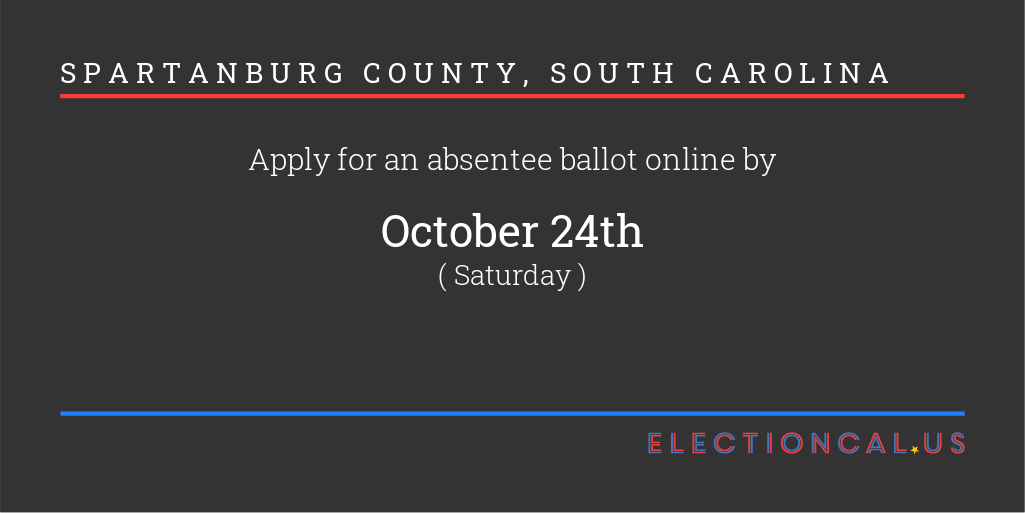 SPARTANBURG COUNTY, SOUTH CAROLINA
Apply for an absentee ballot online by
October 24th
( Saturday )
ELECTIONCAL.US